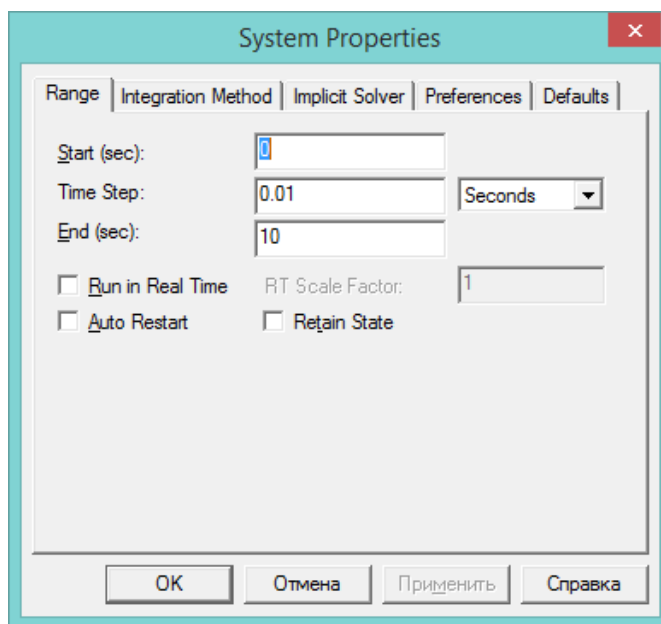 System Properties
Range Integration Method Implicit Solver Preferences Defaults
Start (sec): 0
Time Step: 0.01 Seconds
End (sec): 10
Run in Real Time RT Scale Factor: 1
Auto Restart Retain State
OK Отмена Применить Справка